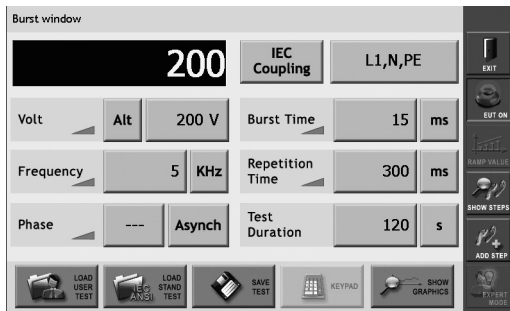 Burst window
200
IEC
Coupling
L1,N,PE
EXIT
Volt
Alt
200 V
Burst Time
15
ms
EUT ON
Frequency
5
KHz
Repetition
Time
300
ms
RAMP VALUE
SHOW STEPS
Phase
---
Asynch
Test
Duration
120
s
ADD STEP
LOAD
USER
TEST
IEC
ANSI
LOAD
STAND
TEST
SAVE
TEST
KEYPAD
SHOW
GRAPHICS
EXPERT
MODE